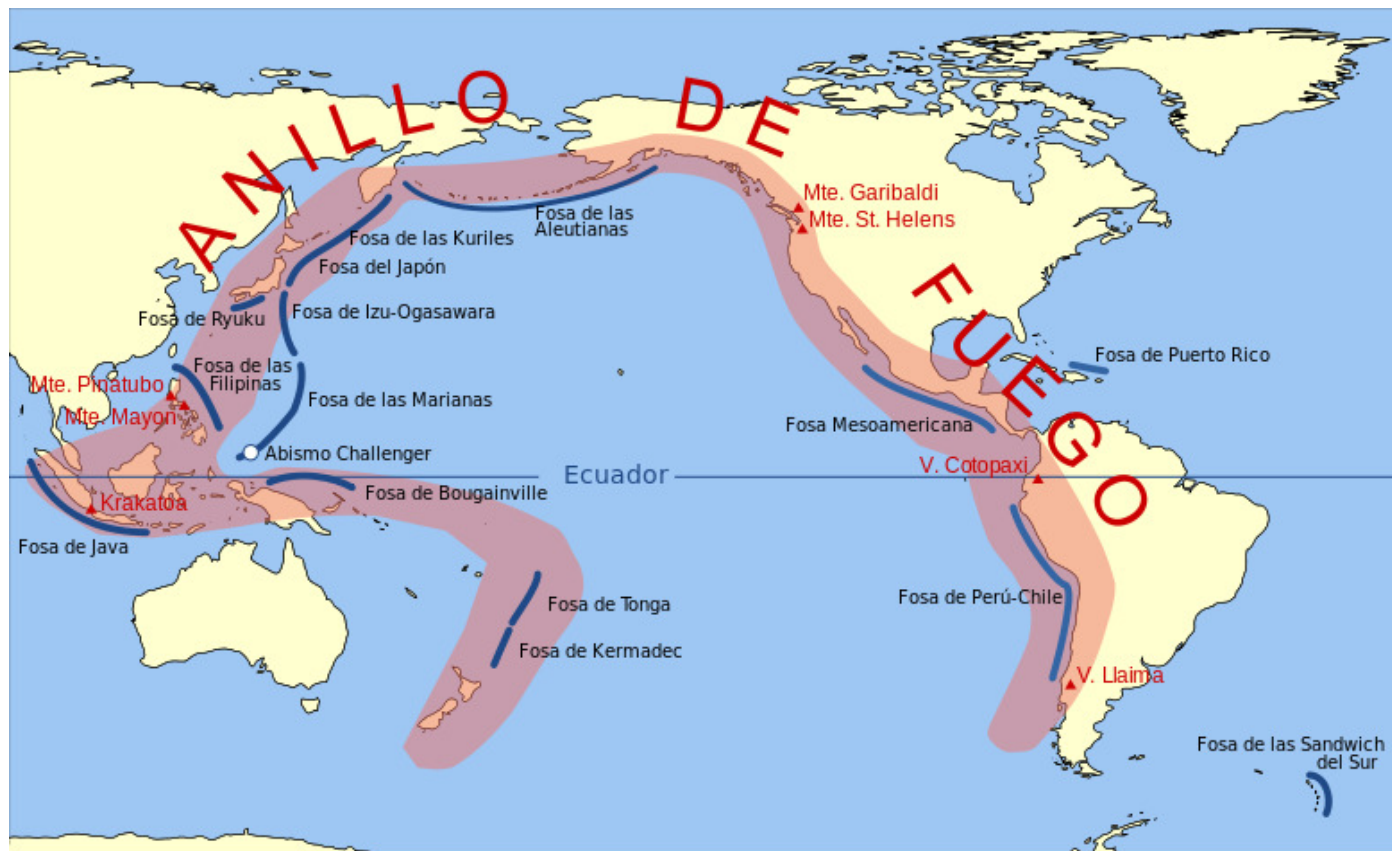 ANILLO DE FUEGO
Mte. Garibaldi
Mte. St. Helens
Fosa de las
Aleutianas
Fosa de las Kuriles
Fosa del Japón
Fosa de Izu-Ogasawara
Fosa de Ryuku
Fosa de Puerto Rico
Fosa de las
Filipinas
Mte. Pinatubo
Mte. Mayon
Fosa de las Marianas
Fosa Mesoamericana
Abismo Challenger
V. Cotopaxi
Ecuador
Fosa de Bougainville
Krakatoa
Fosa de Java
Fosa de Perú-Chile
Fosa de Tonga
Fosa de Kermadec
V. Llaima
Fosa de las Sandwich
del Sur